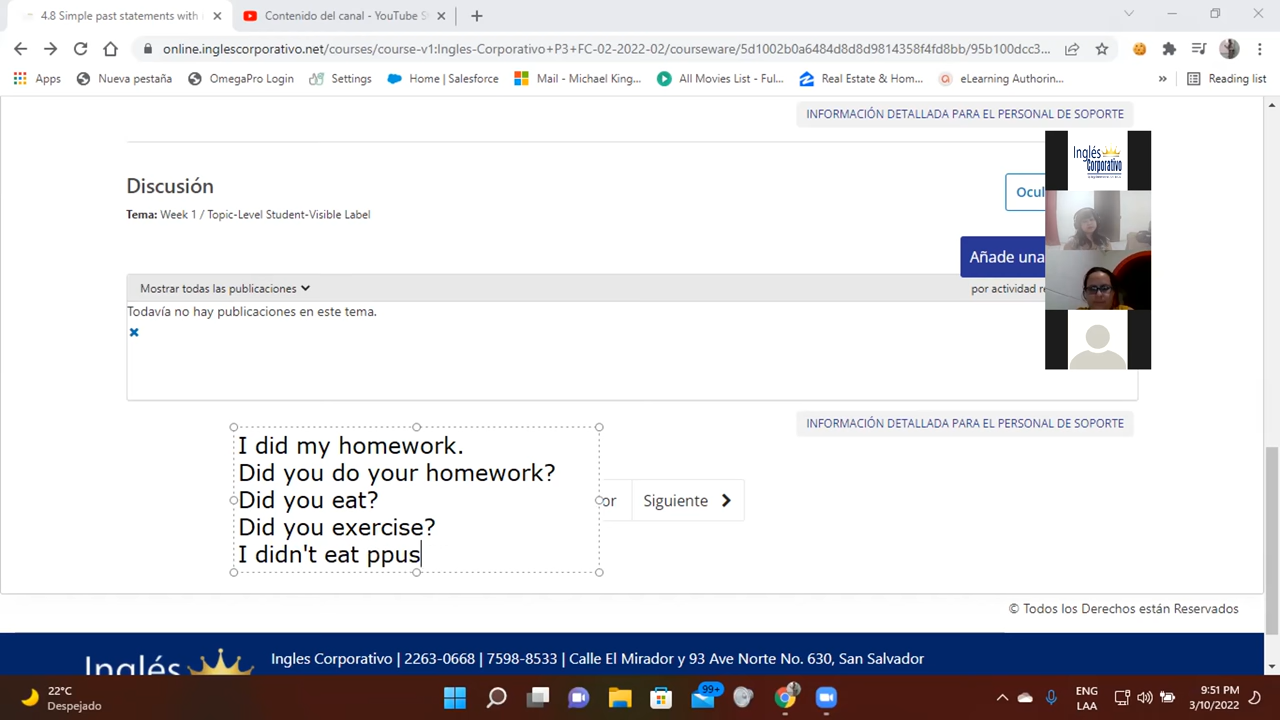 4.8 Simple past statements with
Contenido del canal - YouTube S
online.inglescorporativo.net/courses/course-v1:Ingles-Corporativo+P3+FC-02-2022-02/courseware/5d1002b0a6484d8d8d9814358f4fd8bb/95b100dcc3...
Apps
Nueva pestaña
OmegaPro Login
Settings
Home | Salesforce
Mail - Michael King...
All Movies List - Ful...
Real Estate & Hom...
eLearning Authorin...
»
Reading list
INFORMACIÓN DETALLADA PARA EL PERSONAL DE SOPORTE
Inglés
Corporativo
Discusión
Ocul
Tema: Week 1 / Topic-Level Student-Visible Label
Añade una
Mostrar todas las publicaciones
por actividad re
Todavía no hay publicaciones en este tema.
INFORMACIÓN DETALLADA PARA EL PERSONAL DE SOPORTE
I did my homework.
Did you do your homework?
Did you eat?
Did you exercise?
I didn't eat ppus
or
Siguiente
© Todos los Derechos están Reservados
Inglés
Ingles Corporativo | 2263-0668 | 7598-8533 | Calle El Mirador y 93 Ave Norte No. 630, San Salvador
22°C
Despejado
99+
ENG
LAA
9:51 PM
3/10/2022